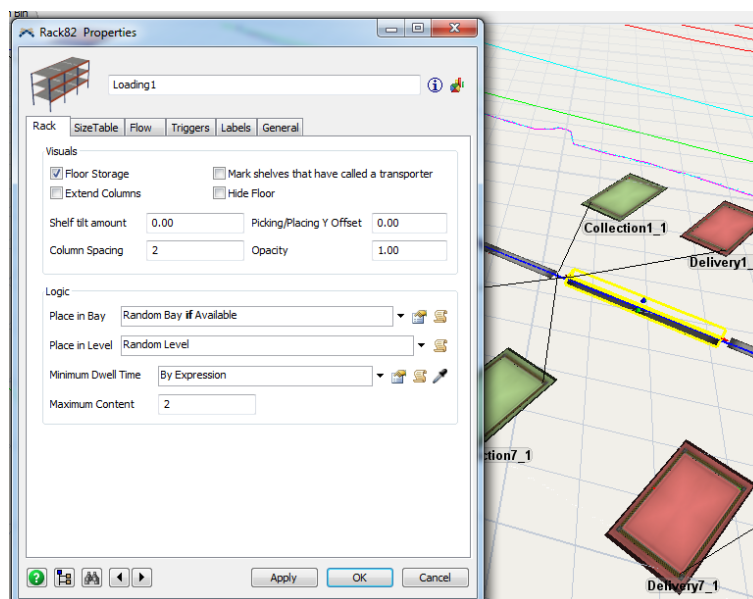 n Bin
Rack82 Properties
Loading1
Rack SizeTable Flow Triggers Labels General
Visuals
Floor Storage Mark shelves that have called a transporter
Extend Columns Hide Floor
Shelf tilt amount 0.00 Picking/Placing Y Offset 0.00
Column Spacing 2 Opacity 1.00
Logic
Place in Bay Random Bay if Available
Place in Level Random Level
Minimum Dwell Time By Expression
Maximum Content 2
Apply OK Cancel
Collection1_1
Delivery1_
ction7_1
Delivery7_1